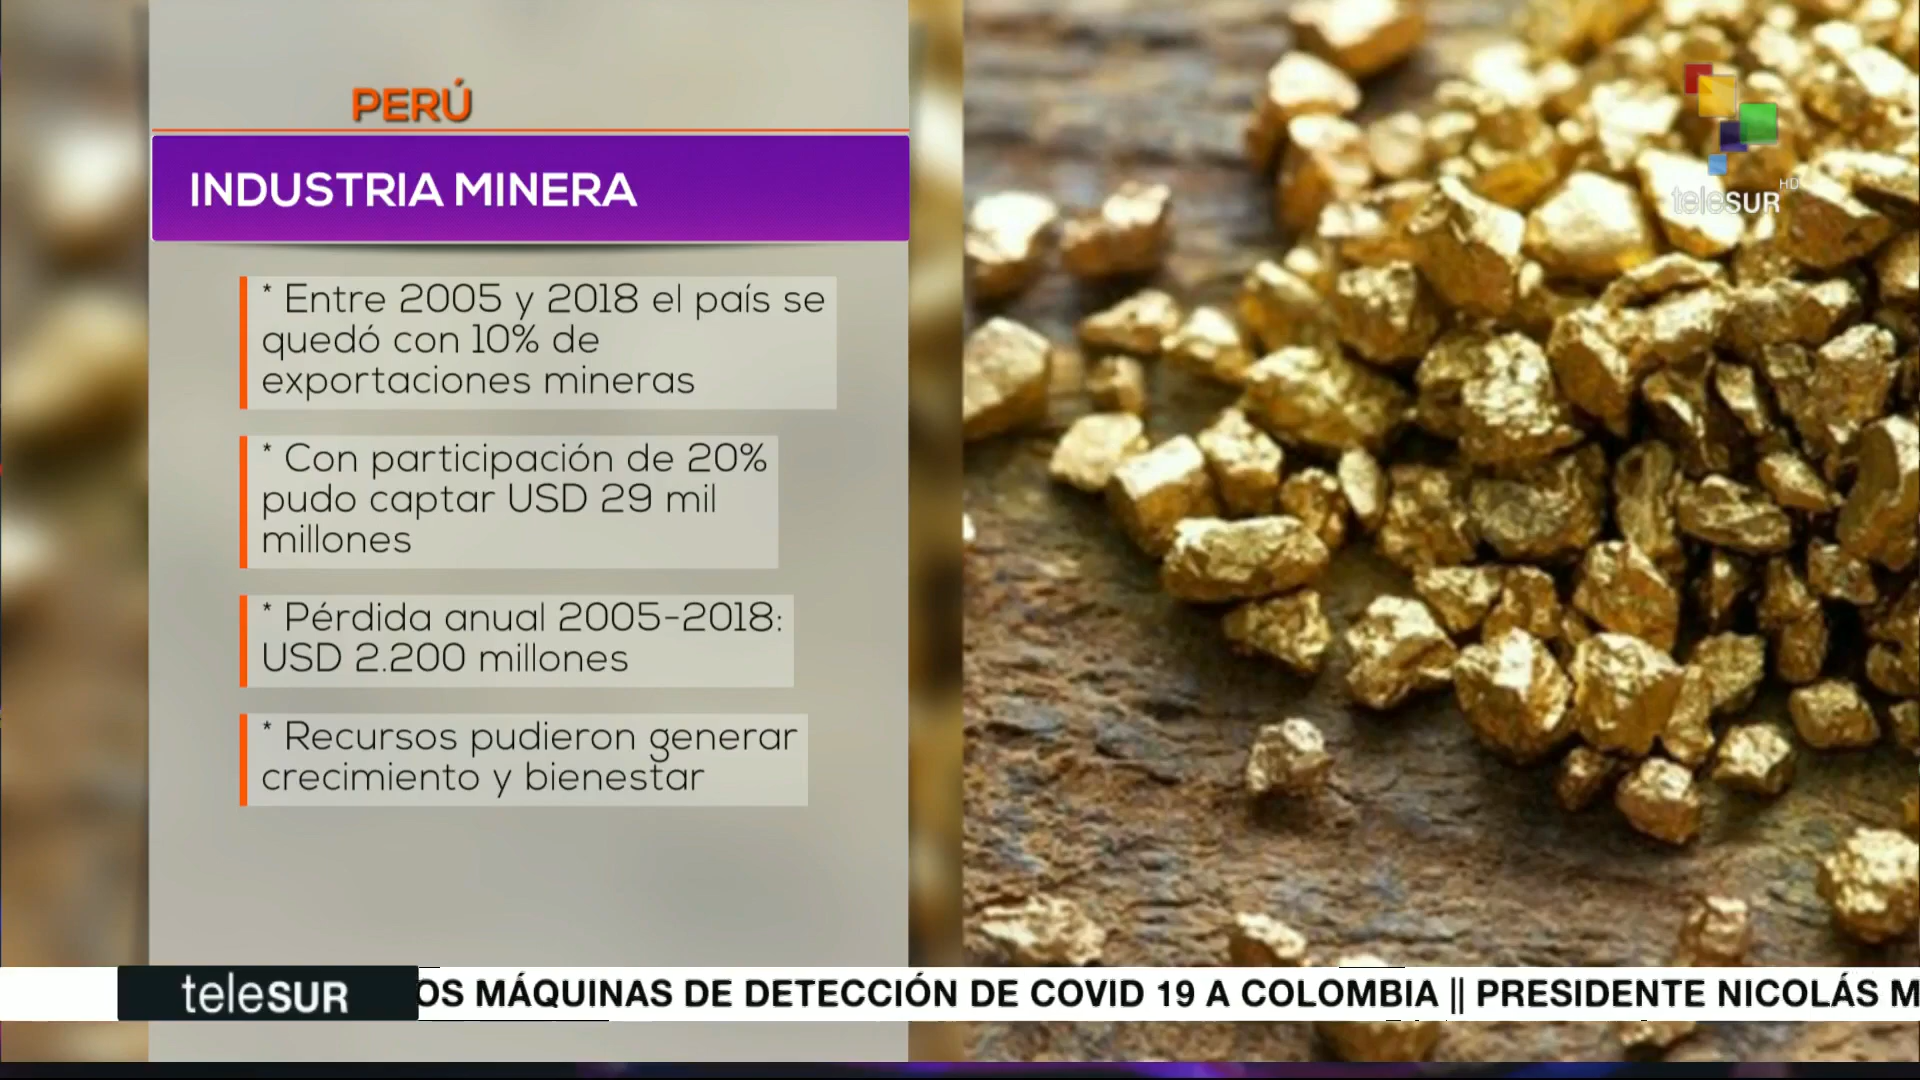 PERÚ
INDUSTRIA MINERA
* Entre 2005 y 2018 el país se
quedó con 10% de
exportaciones mineras
* Con participación de 20%
pudo captar USD 29 mil
millones
* Pérdida anual 2005-2018:
USD 2.200 millones
* Recursos pudieron generar
crecimiento y bienestar
HD
teleSUR
teleSUR
OS MÁQUINAS DE DETECCIÓN DE COVID 19 A COLOMBIA || PRESIDENTE NICOLÁS M